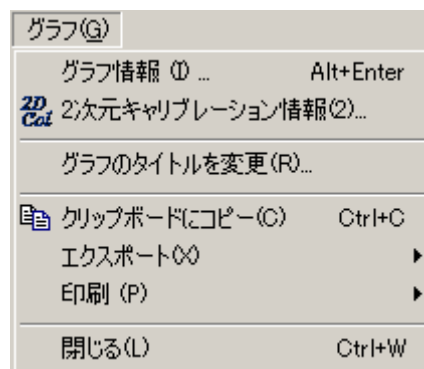 グラフ(G)
グラフ情報 (I) ... Alt+Enter
2D Cal 2次元キャリブレーション情報(2)...
グラフのタイトルを変更(R)...
クリップボードにコピー(C) Ctrl+C
エクスポート(X)
印刷 (P)
閉じる(L) Ctrl+W